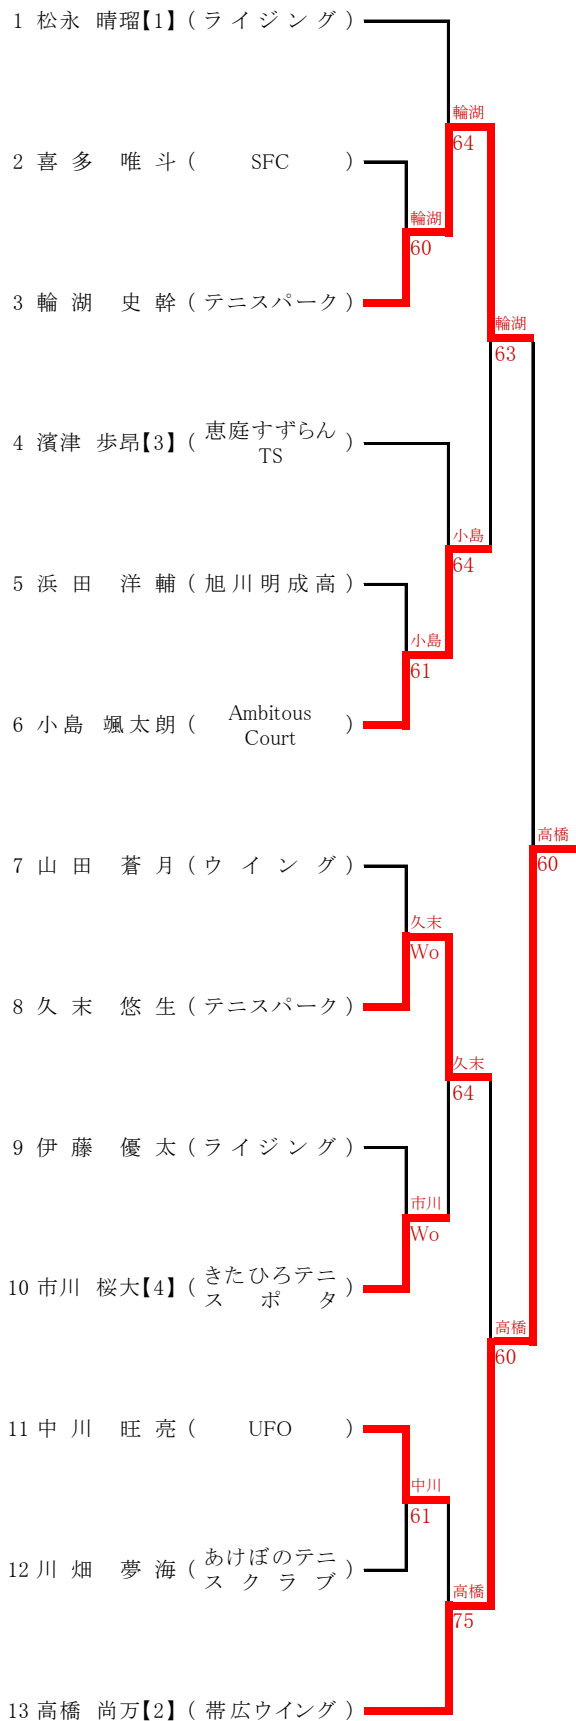 1 松永 晴瑠【1】 ( ライジング )
輪湖
64
2 喜多 唯斗 ( SFC )
輪湖
60
3 輪湖 史幹 ( テニスパーク )
輪湖
63
4 濱津 歩昂【3】 ( 恵庭すずらん
TS )
小島
64
5 浜田 洋輔 ( 旭川明成高 )
小島
61
6 小島 颯太朗 ( Ambitous
Court )
高橋
60
7 山田 蒼月 ( ウイング )
久末
Wo
8 久末 悠生 ( テニスパーク )
久末
64
9 伊藤 優太 ( ライジング )
市川
Wo
10 市川 桜大【4】 ( きたひろテニ
スポタ )
高橋
60
11 中川 旺亮 ( UFO )
中川
61
12 川畑 夢海 ( あけぼのテニ
スクラブ )
高橋
75
13 高橋 尚万【2】 ( 帯広ウイング )